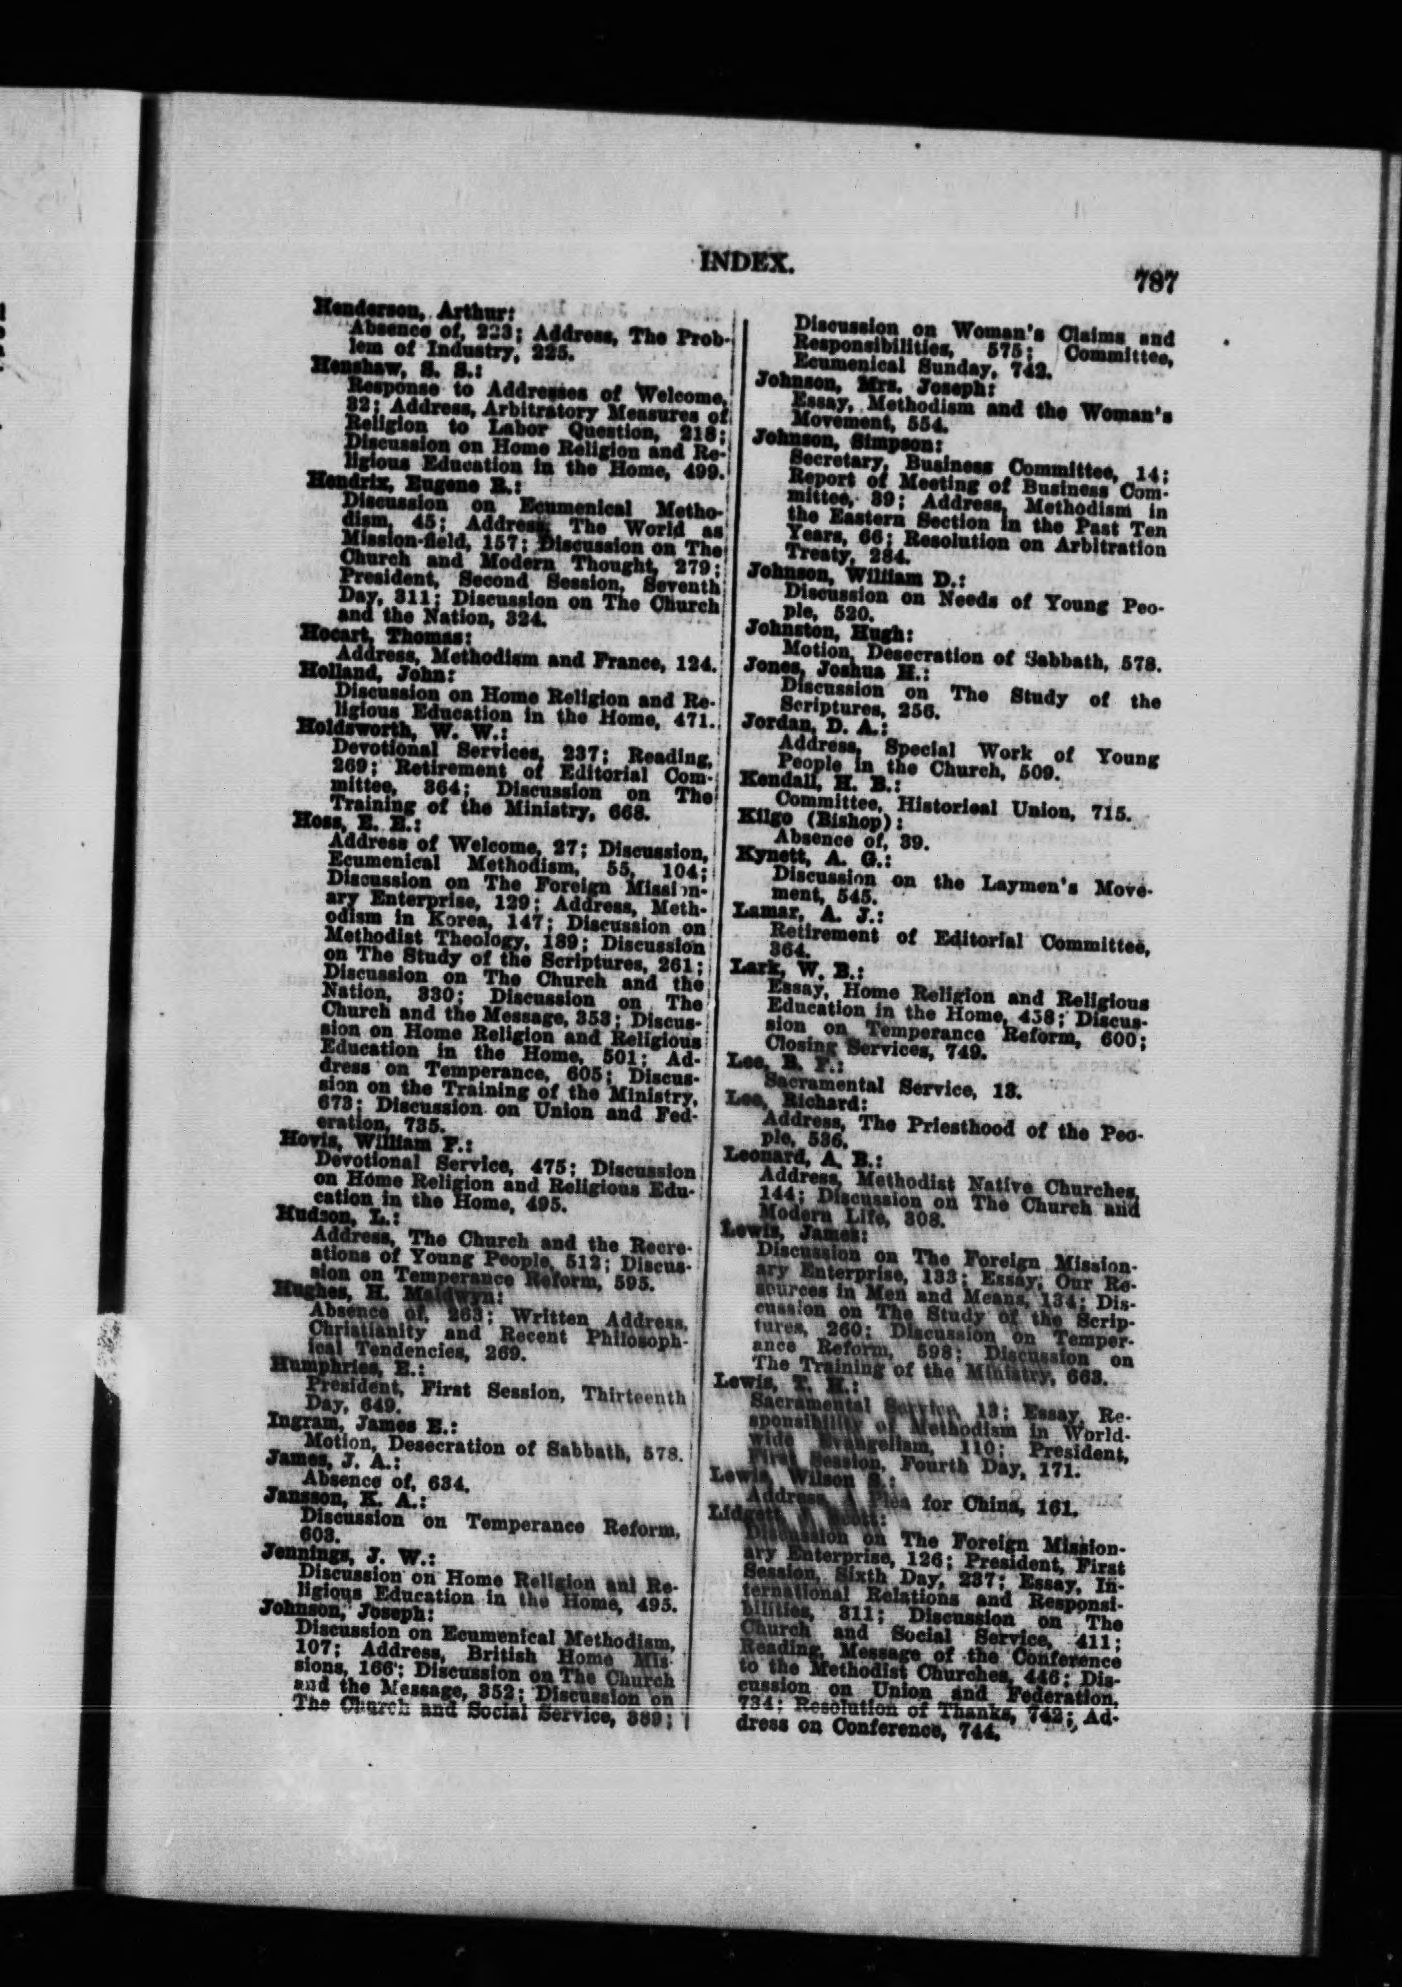 INDEX.
787
Henderson, Arthur:
Absence of, 223; Address, The Prob-
lem of Industry, 225.
Henshaw, S. S.:
Response to Addresses of Welcome,
32; Address, Arbitratory Measures of
Religion to Labor Question, 218;
Discussion on Home Religion and Re-
ligious Education in the Home, 499.
Hendrix, Eugene R.:
Discussion on Ecumenical Metho-
dism, 45; Address, The World as
Mission-field, 157; Discussion on The
Church and Modern Thought, 279;
President, Second Session, Seventh
Day, 311; Discussion on The Church
and the Nation, 324.
Hocart, Thomas:
Address, Methodism and France, 124.
Holland, John:
Discussion on Home Religion and Re-
ligious Education in the Home, 471.
Holdsworth, W. W.:
Devotional Services, 237; Reading,
269; Retirement of Editorial Com-
mittee, 364; Discussion on The
Training of the Ministry, 668.
Hoss, E. E.:
Address of Welcome, 27; Discussion,
Ecumenical Methodism, 55, 104;
Discussion on The Foreign Mission-
ary Enterprise, 129; Address, Meth-
odism in Korea, 147; Discussion on
Methodist Theology, 189; Discussion
on The Study of the Scriptures, 261;
Discussion on The Church and the
Nation, 330; Discussion on The
Church and the Message, 353; Discus-
sion on Home Religion and Religious
Education in the Home, 501; Ad-
dress on Temperance, 605; Discus-
sion on the Training of the Ministry,
673; Discussion on Union and Fed-
eration, 735.
Hovis, William F.:
Devotional Service, 475; Discussion
on Home Religion and Religious Edu-
cation in the Home, 495.
Hudson, L.:
Address, The Church and the Recre-
ations of Young People, 512; Discus-
sion on Temperance Reform, 595.
Hughes, H. Maldwyn:
Absence of, 263; Written Address,
Christianity and Recent Philosoph-
ical Tendencies, 269.
Humphries, E.:
President, First Session, Thirteenth
Day, 649.
Ingram, James E.:
Motion, Desecration of Sabbath, 578.
James, J. A.:
Absence of, 634.
Jansson, K. A.:
Discussion on Temperance Reform,
603.
Jennings, J. W.:
Discussion on Home Religion and Re-
ligious Education in the Home, 495.
Johnson, Joseph:
Discussion on Ecumenical Methodism,
107; Address, British Home Mis-
sions, 166; Discussion on The Church
and the Message, 352; Discussion on
The Church and Social Service, 389;
Discussion on Woman's Claims and
Responsibilities, 575; Committee,
Ecumenical Sunday, 742.
Johnson, Mrs. Joseph:
Essay, Methodism and the Woman's
Movement, 554.
Johnson, Simpson:
Secretary, Business Committee, 14;
Report of Meeting of Business Com-
mittee, 39; Address, Methodism in
the Eastern Section in the Past Ten
Years, 66; Resolution on Arbitration
Treaty, 284.
Johnson, William D.:
Discussion on Needs of Young Peo-
ple, 520.
Johnston, Hugh:
Motion, Desecration of Sabbath, 578.
Jones, Joshua H.:
Discussion on The Study of the
Scriptures, 256.
Jordan, D. A.:
Address, Special Work of Young
People in the Church, 509.
Kendall, H. B.:
Committee, Historical Union, 715.
Kilgo (Bishop):
Absence of, 39.
Kynett, A. G.:
Discussion on the Laymen's Move-
ment, 545.
Lamar, A. J.:
Retirement of Editorial Committee,
364.
Lark, W. B.:
Essay, Home Religion and Religious
Education in the Home, 458; Discus-
sion on Temperance Reform, 600;
Closing Services, 749.
Lee, B. F.:
Sacramental Service, 13.
Lee, Richard:
Address, The Priesthood of the Peo-
ple, 536.
Leonard, A. B.:
Address, Methodist Native Churches,
144; Discussion on The Church and
Modern Life, 308.
Lewis, James:
Discussion on The Foreign Mission-
ary Enterprise, 133; Essay, Our Re-
sources in Men and Means, 134; Dis-
cussion on The Study of the Scrip-
tures, 260; Discussion on Temper-
ance Reform, 598; Discussion on
The Training of the Ministry, 663.
Lewis, T. H.:
Sacramental Service, 13; Essay, Re-
sponsibility of Methodism in World-
wide Evangelism, 110; President,
First Session, Fourth Day, 171.
Lewis, Wilson S.:
Address, A Plea for China, 161.
Lidgett, J. Scott:
Discussion on The Foreign Mission-
ary Enterprise, 126; President, First
Session, Sixth Day, 237; Essay, In-
ternational Relations and Responsi-
bilities, 311; Discussion on The
Church and Social Service, 411;
Reading, Message of the Conference
to the Methodist Churches, 446; Dis-
cussion on Union and Federation,
734; Resolution of Thanks, 742; Ad-
dress on Conference, 744.